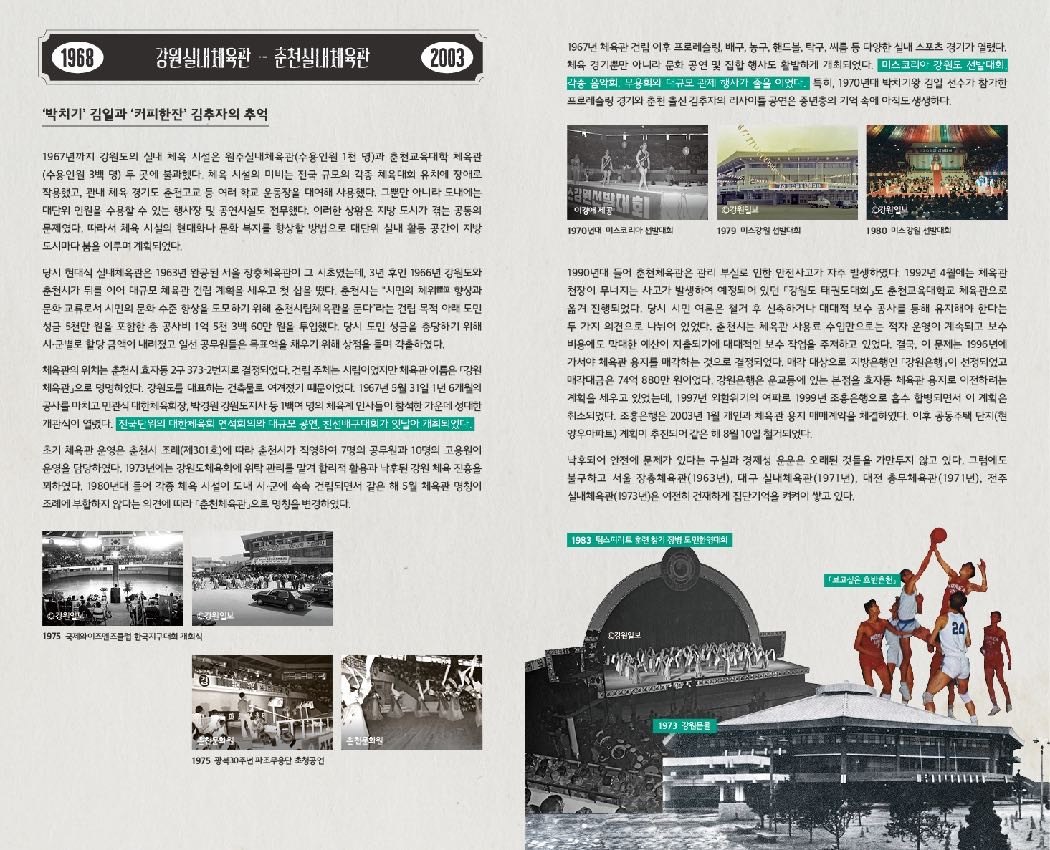 1968
강원실내체육관 - 춘천실내체육관
2003
‘박치기’ 김일과 ‘커피한잔’ 김추자의 추억
1967년까지 강원도의 실내 체육 시설은 원주실내체육관(수용인원 1천 명)과 춘천교육대학 체육관
(수용인원 3백 명) 두 곳에 불과했다. 체육 시설의 미비는 전국 규모의 각종 체육대회 유치에 장애로
작용했고, 관내 체육 경기도 춘천고교 등 여러 학교 운동장을 대여해 사용했다. 그뿐만 아니라 도내에는
대단위 인원을 수용할 수 있는 행사장 및 공연시설도 전무했다. 이러한 상황은 지방 도시가 겪는 공통의
문제였다. 따라서 체육 시설의 현대화나 문화 복지를 향상할 방법으로 대단위 실내 활동 공간이 지방
도시마다 붐을 이루며 계획되었다.
당시 현대식 실내체육관은 1963년 완공된 서울 장충체육관이 그 시초였는데, 3년 후인 1966년 강원도와
춘천시가 뒤를 이어 대규모 체육관 건립 계획을 세우고 첫 삽을 떴다. 춘천시는 “시민의 체위 향상과
문화 교류로서 시민의 문화 수준 향상을 도모하기 위해 춘천시립체육관을 둔다”라는 건립 목적 아래 도민
성금 5천만 원을 포함한 총 공사비 1억 5천 3백 60만 원을 투입했다. 당시 도민 성금을 충당하기 위해
시·군별로 할당 금액이 내려졌고 일선 공무원들은 목표액을 채우기 위해 상점을 돌며 각출하였다.
체육관의 위치는 춘천시 효자동 2구 373-2번지로 결정되었다. 건립 주체는 시립이었지만 체육관 이름은 「강원
체육관」으로 명명하였다. 강원도를 대표하는 건축물로 여겨졌기 때문이었다. 1967년 5월 31일 1년 6개월의
공사를 마치고 민관식 대한체육회장, 박경원 강원도지사 등 1백며 명의 체육계 인사들이 참석한 가운데 성대한
개관식이 열렸다. 전국단위의 대한체육회 연석회의와 대규모 공연, 친선배구대회가 잇달아 개최되었다.
초기 체육관 운영은 춘천시 조례(제301호)에 따라 춘천시가 직영하여 7명의 공무원과 10명의 고용원이
운영을 담당하였다. 1973년에는 강원도체육회에 위탁 관리를 맡겨 합리적 활용과 낙후된 강원 체육 진흥을
꾀하였다. 1980년대 들어 각종 체육 시설이 도내 시·군에 속속 건립되면서 같은 해 5월 체육관 명칭이
조례에 부합하지 않다는 의견에 따라 「춘천체육관」으로 명칭을 변경하였다.
©강원일보
©강원일보
1975 국제와이즈멘즈클럽 한국지구대회 개회식
춘천문화원
춘천문화원
1975 광복30주년 파조무용단 초청공연
1967년 체육관 건립 이후 프로레슬링, 배구, 농구, 핸드볼, 탁구, 씨름 등 다양한 실내 스포츠 경기가 열렸다.
체육 경기뿐만 아니라 문화 공연 및 집합 행사도 활발하게 개최되었다. 미스코리아 강원도 선발대회,
각종 음악회, 무용회와 대규모 관제 행사가 줄을 이었다. 특히, 1970년대 박치기왕 김일 선수가 참가한
프로레슬링 경기와 춘천 출신 김추자의 리사이틀 공연은 중년층의 기억 속에 아직도 생생하다.
스강원선발대회
이경애 제공
©강원일보
©강원일보
1970년대 미스코리아 선발대회
1979 미스강원 선발대회
1980 미스강원 선발대회
1990년대 들어 춘천체육관은 관리 부실로 인한 안전사고가 자주 발생하였다. 1992년 4월에는 체육관
천장이 무너지는 사고가 발생하여 예정되어 있던 「강원도 태권도대회」도 춘천교육대학교 체육관으로
옮겨 진행되었다. 당시 시민 여론은 철거 후 신축하거나 대대적 보수 공사를 통해 유지해야 한다는
두 가지 의견으로 나뉘어 있었다. 춘천시는 체육관 사용료 수입만으로는 적자 운영이 계속되고 보수
비용에도 막대한 예산이 지출되기에 대대적인 보수 작업을 주저하고 있었다. 결국, 이 문제는 1996년에
가서야 체육관 용지를 매각하는 것으로 결정되었다. 매각 대상으로 지방은행인 「강원은행」이 선정되었고
매각대금은 74억 880만 원이었다. 강원은행은 운교동에 있는 본점을 효자동 체육관 용지로 이전하려는
계획을 세우고 있었는데, 1997년 외환위기의 여파로 1999년 조흥은행으로 흡수 합병되면서 이 계획은
취소되었다. 조흥은행은 2003년 1월 개인과 체육관 용지 매매계약을 체결하였다. 이후 공동주택 단지(현
양우아파트) 계획이 추진되어 같은 해 8월 10일 철거되었다.
낙후되어 안전에 문제가 있다는 구실과 경제성 운운은 오래된 것들을 가만두지 않고 있다. 그럼에도
불구하고 서울 장충체육관(1963년), 대구 실내체육관(1971년), 대전 충무체육관(1971년), 전주
실내체육관(1973년)은 여전히 건재하게 집단기억을 켜켜이 쌓고 있다.
1983 팀스피리트 훈련 참가 장병 도민환영대회
「보고싶은 호반춘천」
©강원일보
24
1973 강원문물